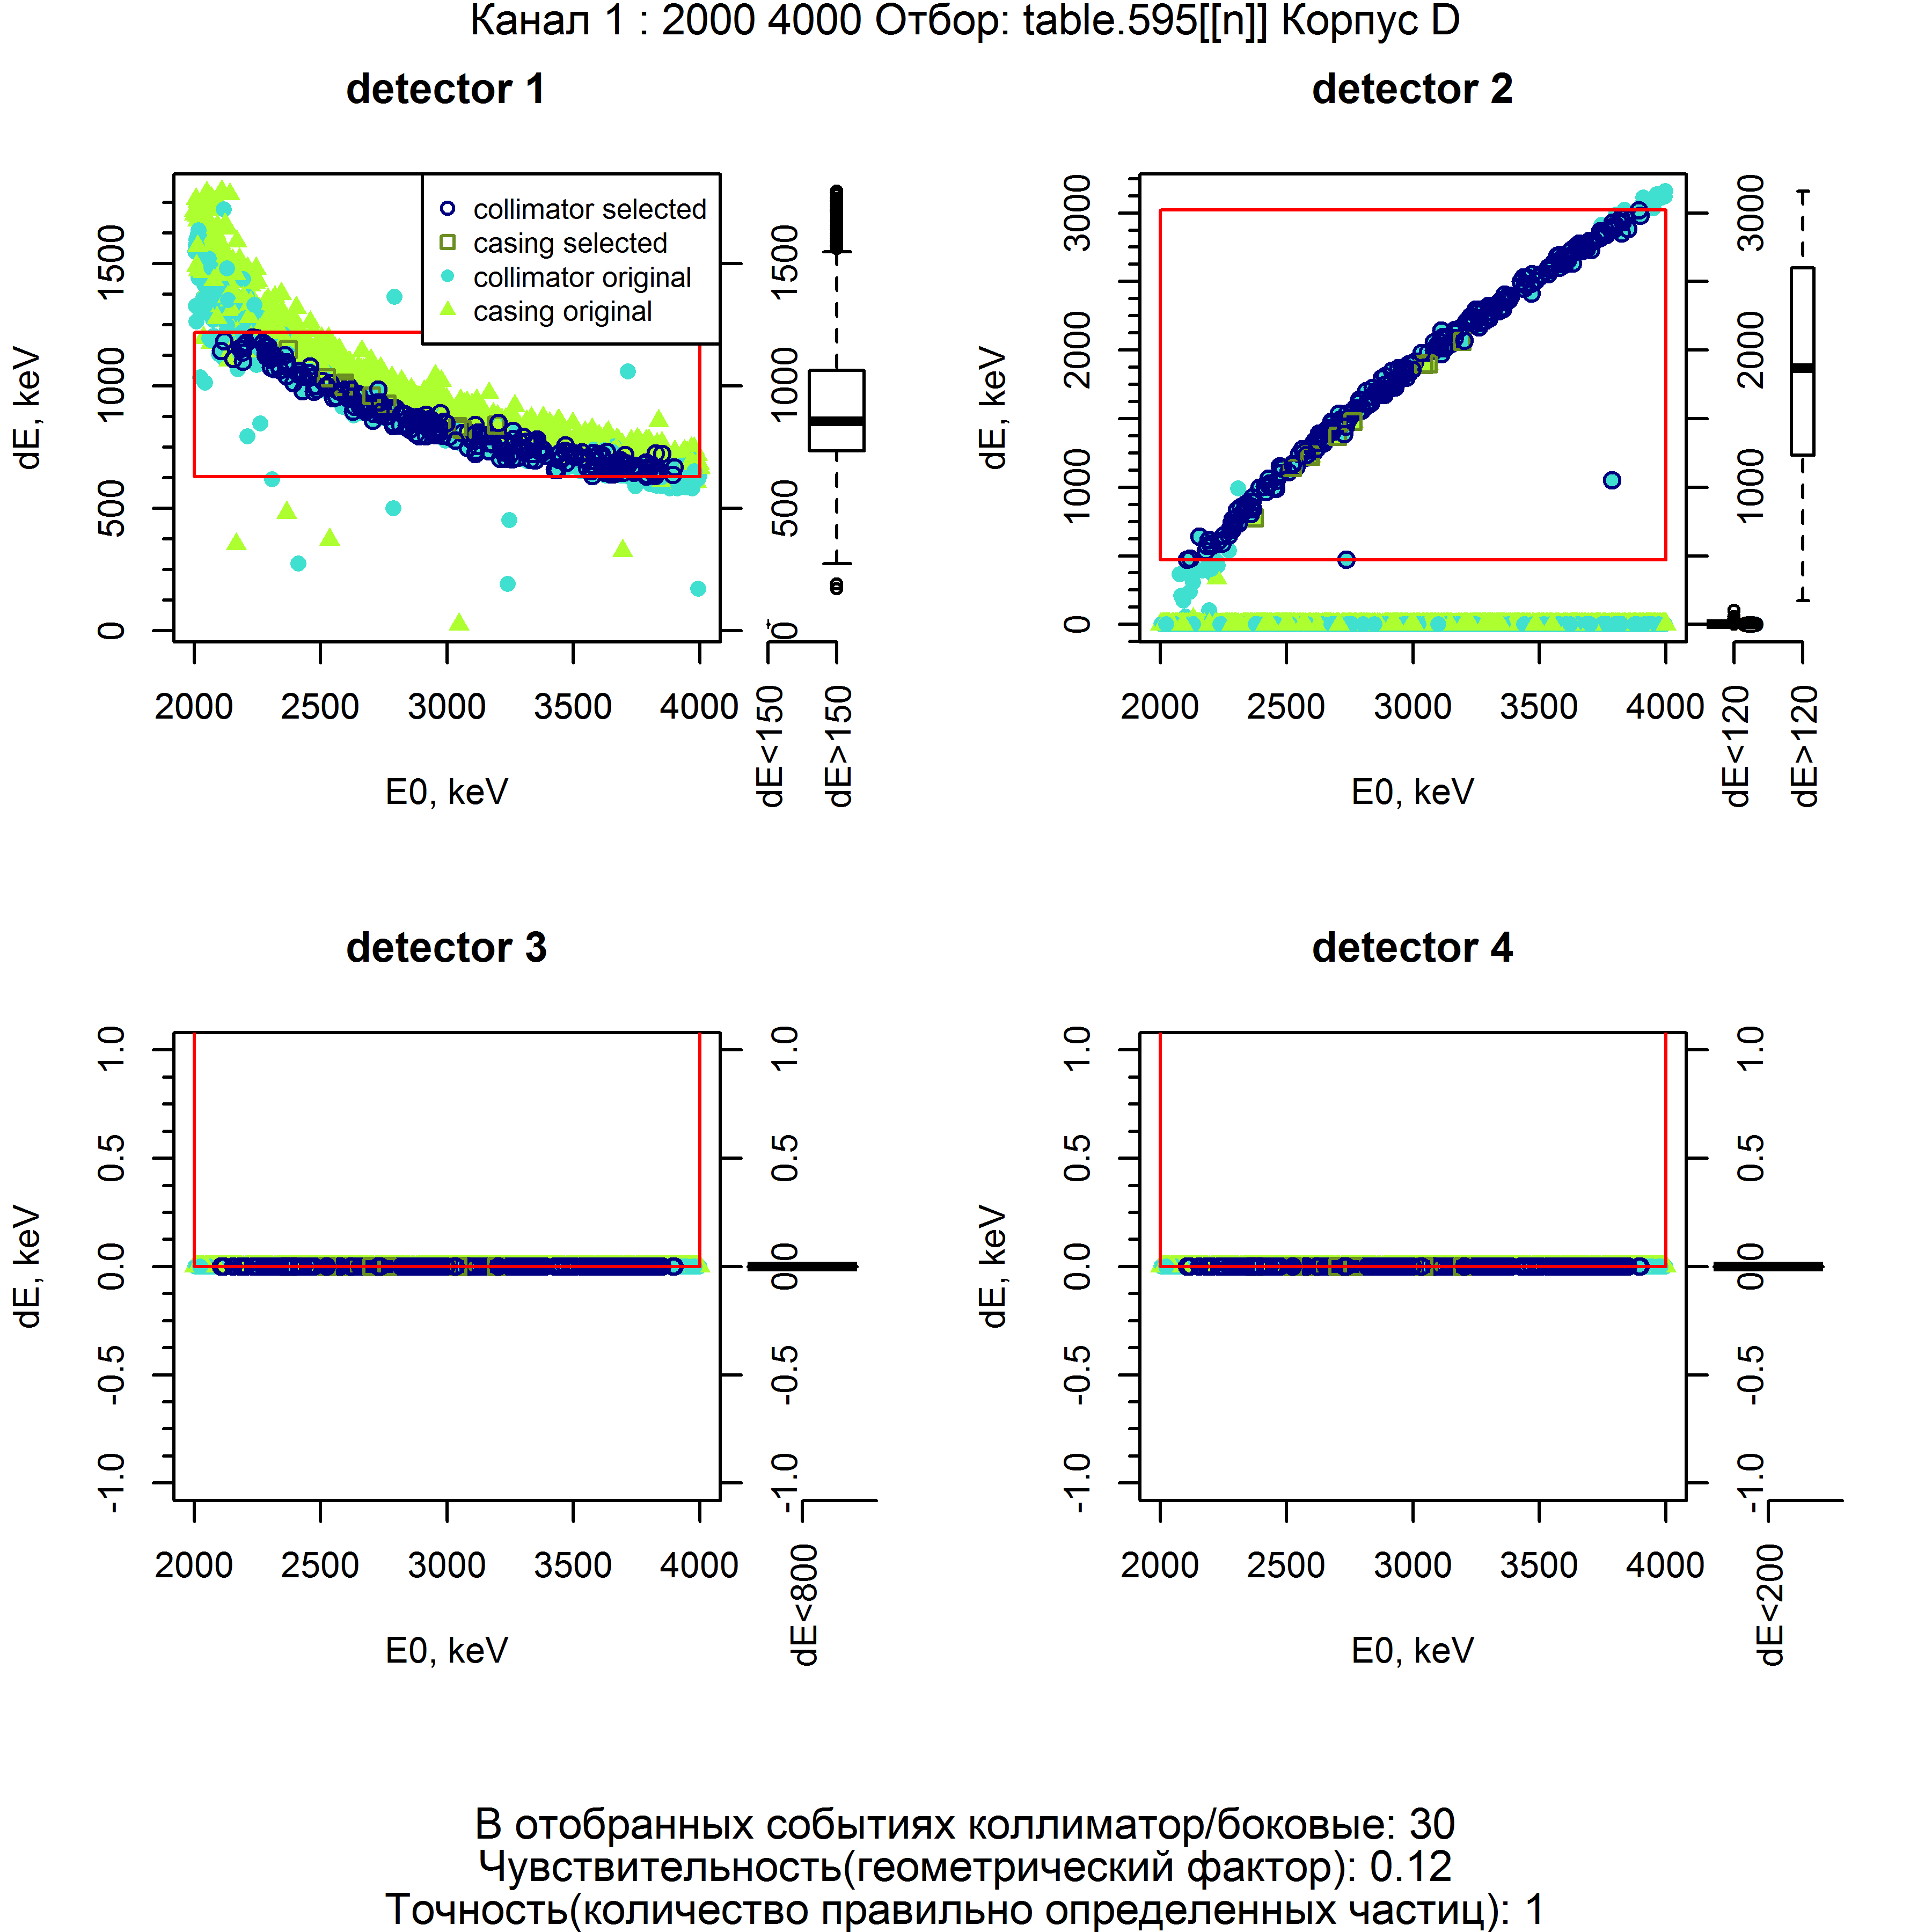 Канал 1 : 2000 4000 Отбор: table.595[[n]] Корпус D
detector 1
dE, keV
0 500 1000 1500
collimator selected
casing selected
collimator original
casing original
0 500 1000 1500
2000 2500 3000 3500 4000
dE<150 dE>150
E0, keV
detector 2
dE, keV
0 1000 2000 3000
0 1000 2000 3000
2000 2500 3000 3500 4000
dE<120 dE>120
E0, keV
detector 3
dE, keV
-1.0 -0.5 0.0 0.5 1.0
-1.0 -0.5 0.0 0.5 1.0
2000 2500 3000 3500 4000
dE<800
E0, keV
detector 4
dE, keV
-1.0 -0.5 0.0 0.5 1.0
-1.0 -0.5 0.0 0.5 1.0
2000 2500 3000 3500 4000
dE<200
E0, keV
В отобранных событиях коллиматор/боковые: 30
Чувствительность(геометрический фактор): 0.12
Точность(количество правильно определенных частиц): 1